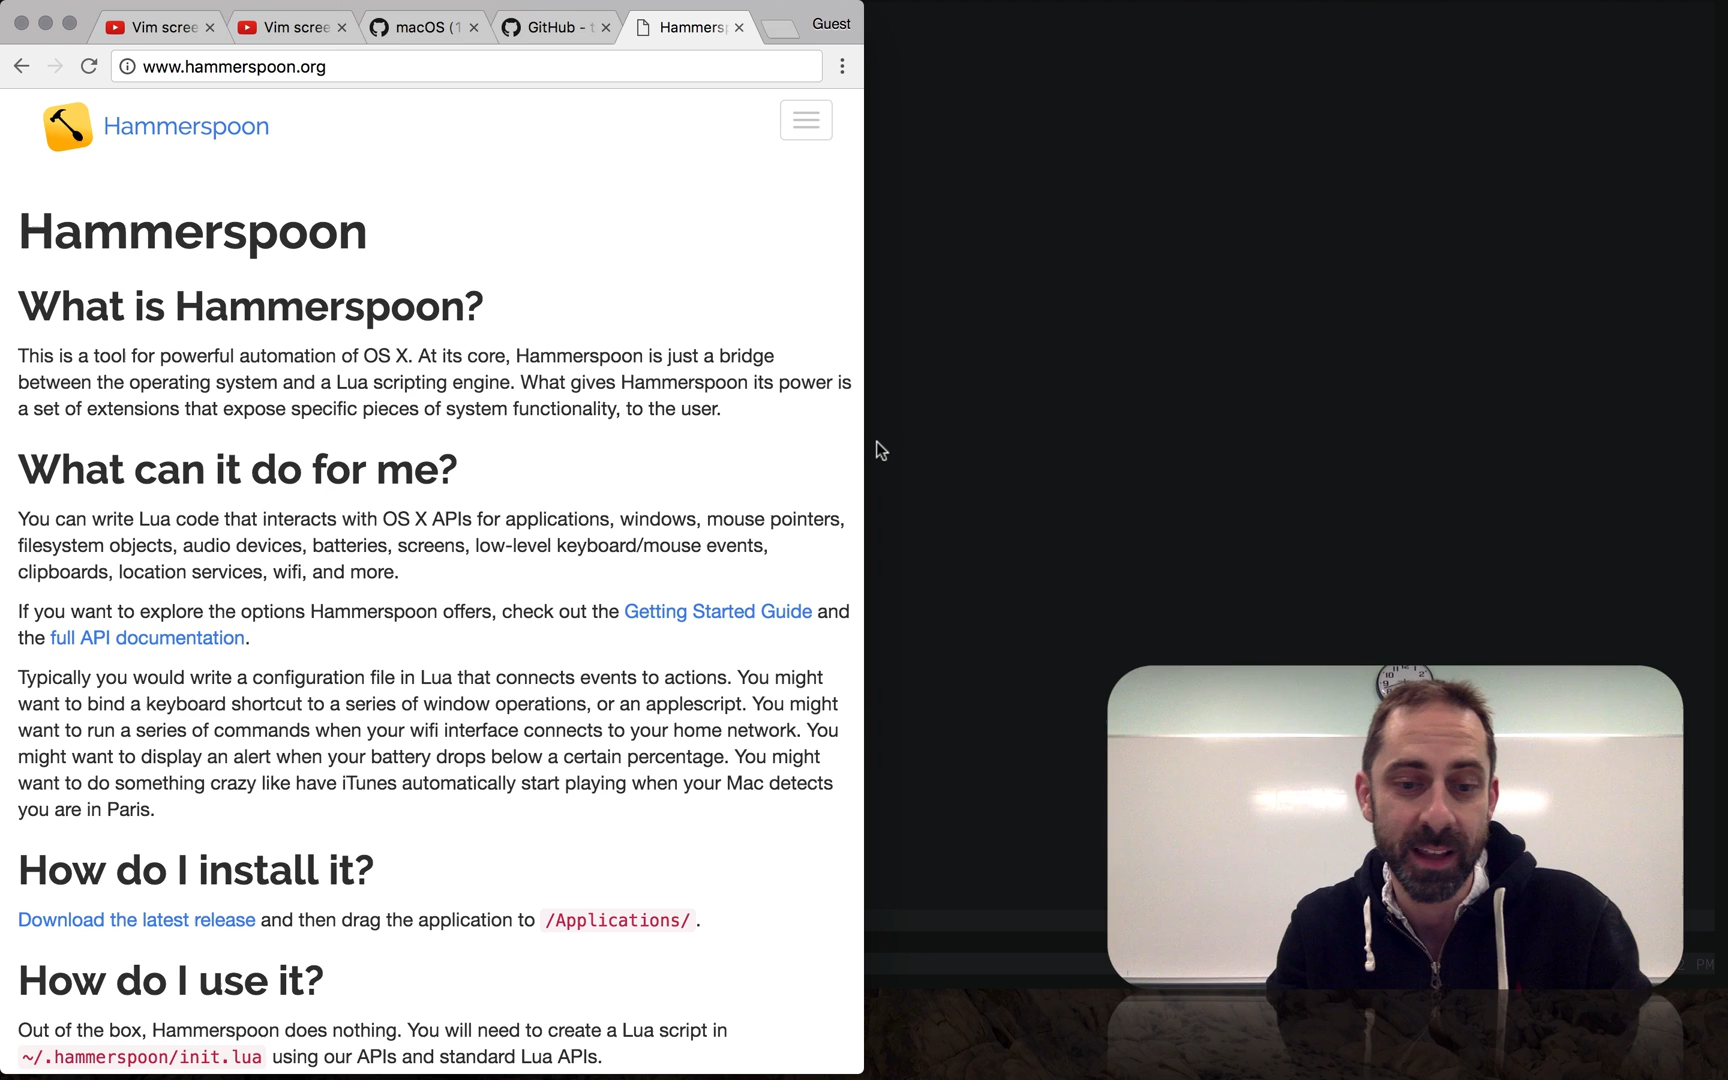 Vim scree
Vim scree
macOS (1
GitHub - t
Hammersp
Guest
www.hammerspoon.org
Hammerspoon
Hammerspoon
What is Hammerspoon?
This is a tool for powerful automation of OS X. At its core, Hammerspoon is just a bridge
between the operating system and a Lua scripting engine. What gives Hammerspoon its power is
a set of extensions that expose specific pieces of system functionality, to the user.
What can it do for me?
You can write Lua code that interacts with OS X APIs for applications, windows, mouse pointers,
filesystem objects, audio devices, batteries, screens, low-level keyboard/mouse events,
clipboards, location services, wifi, and more.
If you want to explore the options Hammerspoon offers, check out the Getting Started Guide and
the full API documentation.
Typically you would write a configuration file in Lua that connects events to actions. You might
want to bind a keyboard shortcut to a series of window operations, or an applescript. You might
want to run a series of commands when your wifi interface connects to your home network. You
might want to display an alert when your battery drops below a certain percentage. You might
want to do something crazy like have iTunes automatically start playing when your Mac detects
you are in Paris.
How do I install it?
Download the latest release and then drag the application to /Applications/.
How do I use it?
Out of the box, Hammerspoon does nothing. You will need to create a Lua script in
~/.hammerspoon/init.lua using our APIs and standard Lua APIs.
11 12
10 2
9
2 PM